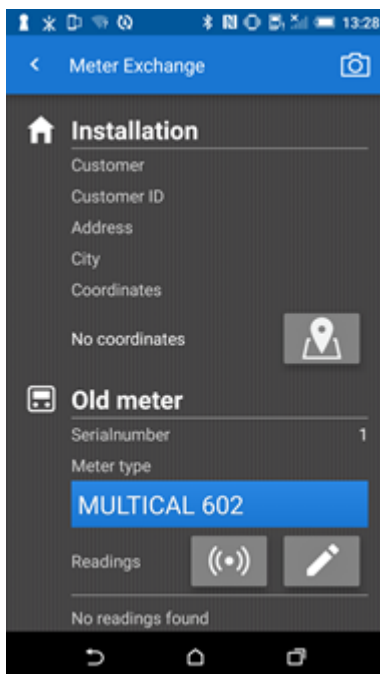 13:28
Meter Exchange
Installation
Customer
Customer ID
Address
City
Coordinates
No coordinates
Old meter
Serialnumber 1
Meter type
MULTICAL 602
Readings
No readings found